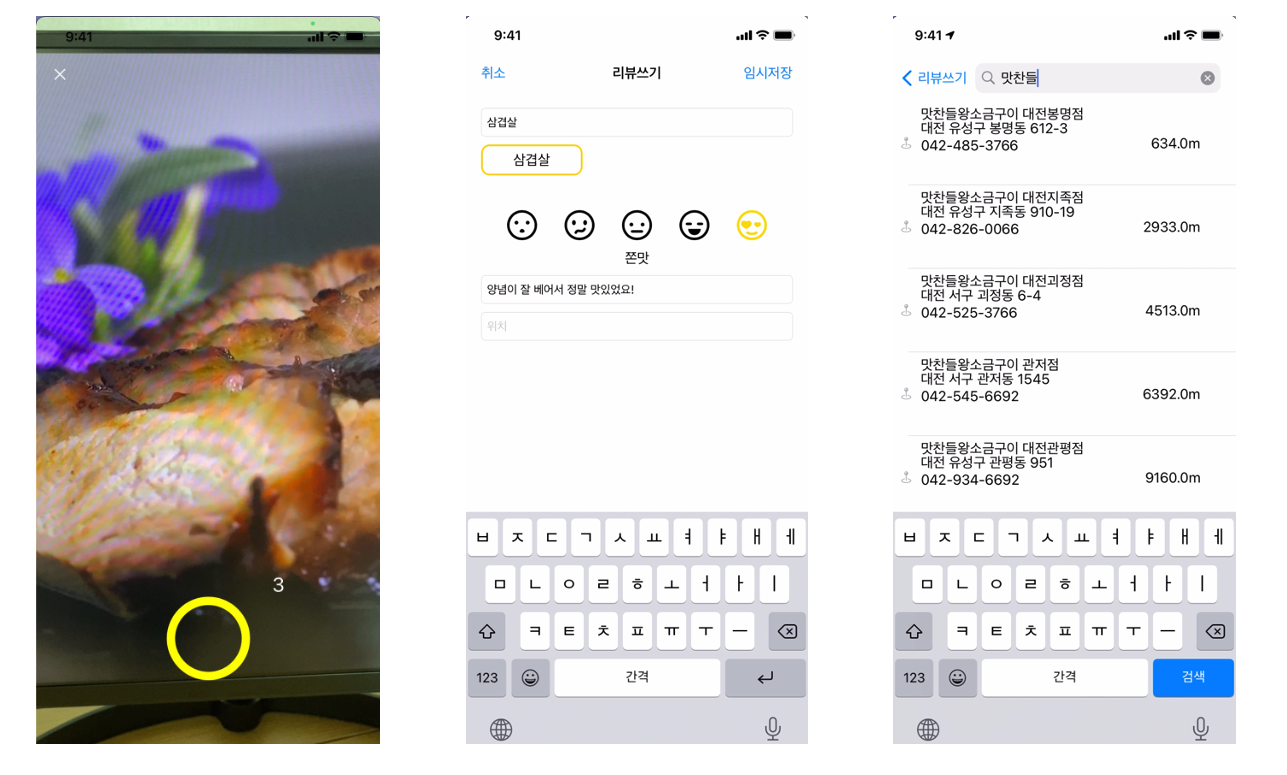 9:41
3
9:41
취소
리뷰쓰기
임시저장
삼겹살
삼겹살
쯘맛
양념이 잘 베어서 정말 맛있었요!
위치
ㅂ ㅈ ㄷ ㄱ ㅅ ㅛ ㅕ ㅑ ㅐ ㅔ
ㅁ ㄴ ㅇ ㄹ ㅎ ㅗ ㅓ ㅏ ㅣ
ㅋ ㅌ ㅊ ㅍ ㅠ ㅜ ㅡ
123
간격
9:41
리뷰쓰기
맛찬들
맛찬들왕소금구이 대전봉명점
대전 유성구 봉명동 612-3
042-485-3766
634.0m
맛찬들왕소금구이 대전지족점
대전 유성구 지족동 910-19
042-826-0066
2933.0m
맛찬들왕소금구이 대전괴정점
대전 서구 괴정동 6-4
042-525-3766
4513.0m
맛찬들왕소금구이 관저점
대전 서구 관저동 1545
042-545-6692
6392.0m
맛찬들왕소금구이 대전관평점
대전 유성구 관평동 951
042-934-6692
9160.0m
ㅂ ㅈ ㄷ ㄱ ㅅ ㅛ ㅕ ㅑ ㅐ ㅔ
ㅁ ㄴ ㅇ ㄹ ㅎ ㅗ ㅓ ㅏ ㅣ
ㅋ ㅌ ㅊ ㅍ ㅠ ㅜ ㅡ
123
간격
검색